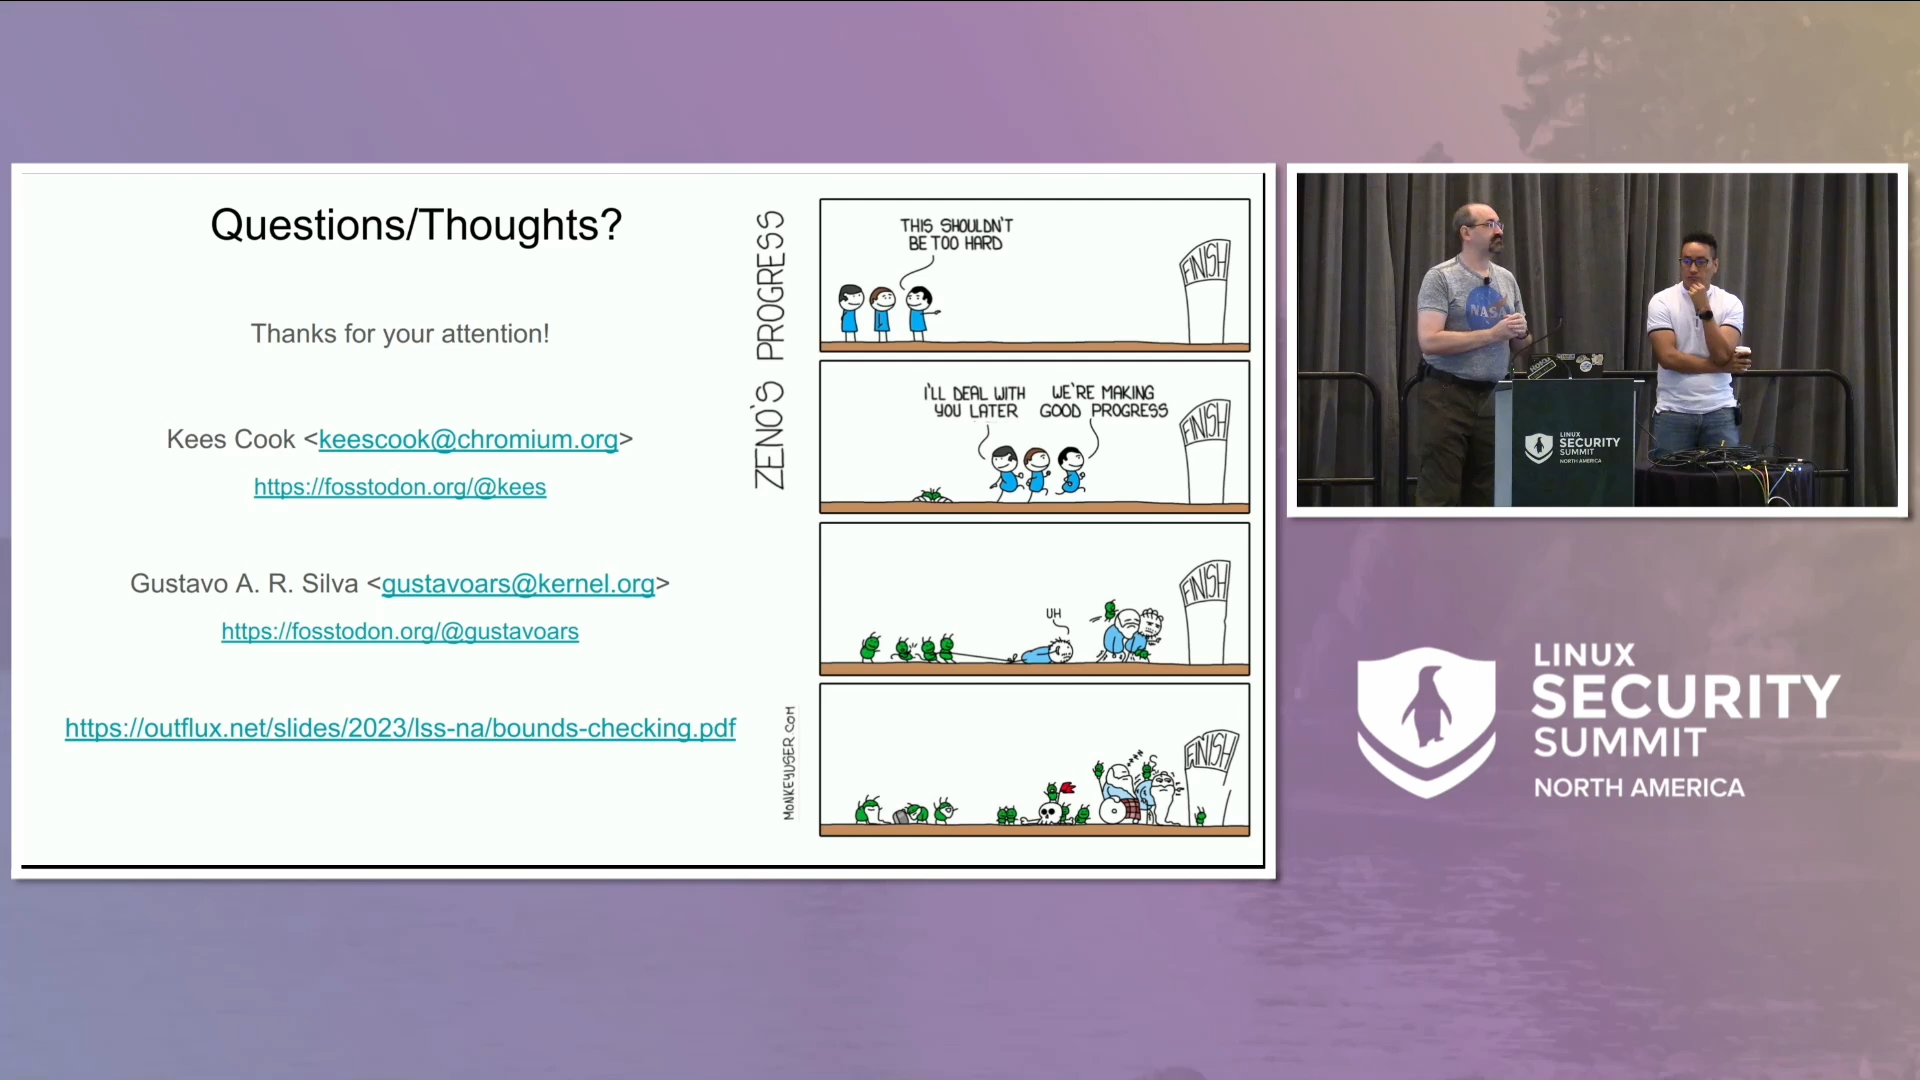 Questions/Thoughts?
Thanks for your attention!
Kees Cook <keescook@chromium.org>
https://fosstodon.org/@kees
Gustavo A. R. Silva <gustavoars@kernel.org>
https://fosstodon.org/@gustavoars
https://outflux.net/slides/2023/lss-na/bounds-checking.pdf
ZENO'S PROGRESS
MONKEYUSER.COM
THIS SHOULDN'T
BE TOO HARD
FINISH
I'LL DEAL WITH
YOU LATER
WE'RE MAKING
GOOD PROGRESS
FINISH
UH
FINISH
FINISH
NASA
LINUX
SECURITY
SUMMIT
NORTH AMERICA
LINUX
SECURITY
SUMMIT
NORTH AMERICA